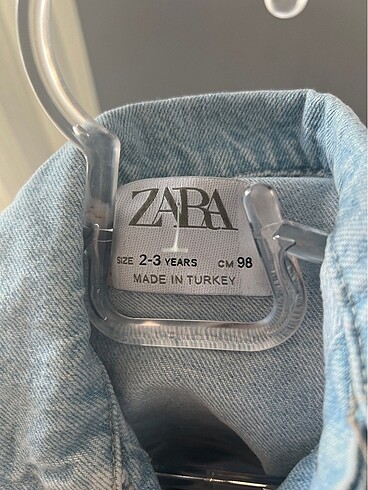 ZARA
SIZE 2-3 YEARS CM 98
MADE IN TURKEY